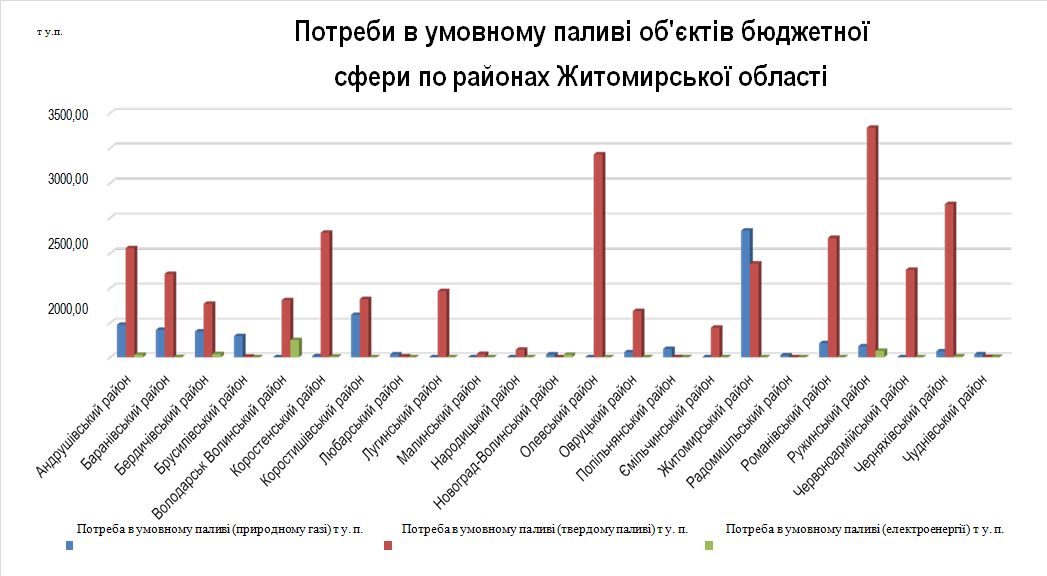 т у.п.
Потреби в умовному паливі об'єктів бюджетної
сфери по районах Житомирської області
3500,00
3000,00
2500,00
2000,00
Андрушівський район
Баранівський район
Бердичівський район
Брусилівський район
Володарськ Волинський район
Коростенський район
Коростишівський район
Любарський район
Лугинський район
Малинський район
Народицький район
Новоград-Волинський район
Олевський район
Овруцький район
Попільнянський район
Ємільчинський район
Житомирський район
Радомишльський район
Романівський район
Ружинський район
Червоноармійський район
Черняхівський район
Чуднівський район
Потреба в умовному паливі (природному газі) т у. п.
Потреба в умовному паливі (твердому паливі) т у. п.
Потреба в умовному паливі (електроенергії) т у. п.